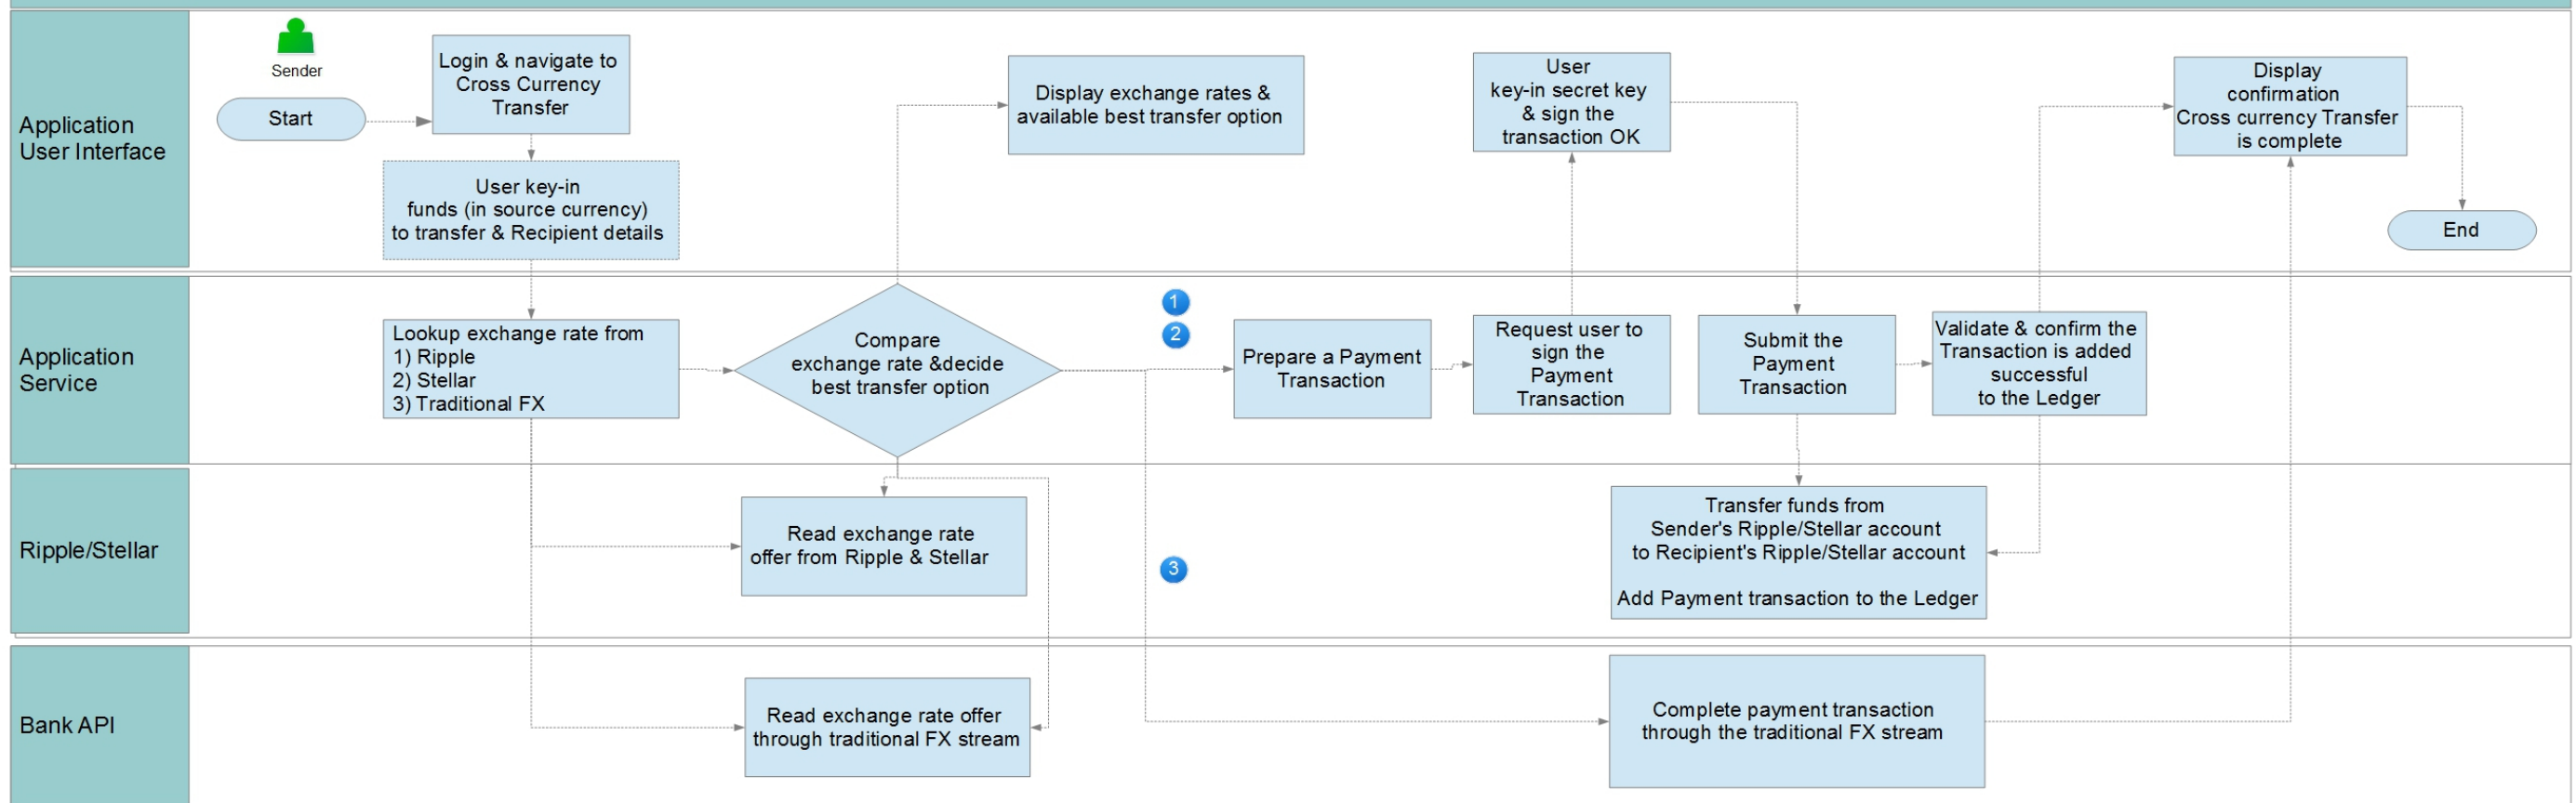 Application
User Interface
Sender
Start
Login & navigate to
Cross Currency
Transfer
User key-in
funds (in source currency)
to transfer & Recipient details
Display exchange rates &
available best transfer option
User
key-in secret key
& sign the
transaction OK
Display
confirmation
Cross currency Transfer
is complete
End
Application
Service
Lookup exchange rate from
1) Ripple
2) Stellar
3) Traditional FX
Compare
exchange rate &decide
best transfer option
1
2
Prepare a Payment
Transaction
Request user to
sign the
Payment
Transaction
Submit the
Payment
Transaction
Validate & confirm the
Transaction is added
successful
to the Ledger
Ripple/Stellar
Read exchange rate
offer from Ripple & Stellar
3
Transfer funds from
Sender's Ripple/Stellar account
to Recipient's Ripple/Stellar account
Add Payment transaction to the Ledger
Bank API
Read exchange rate offer
through traditional FX stream
Complete payment transaction
through the traditional FX stream